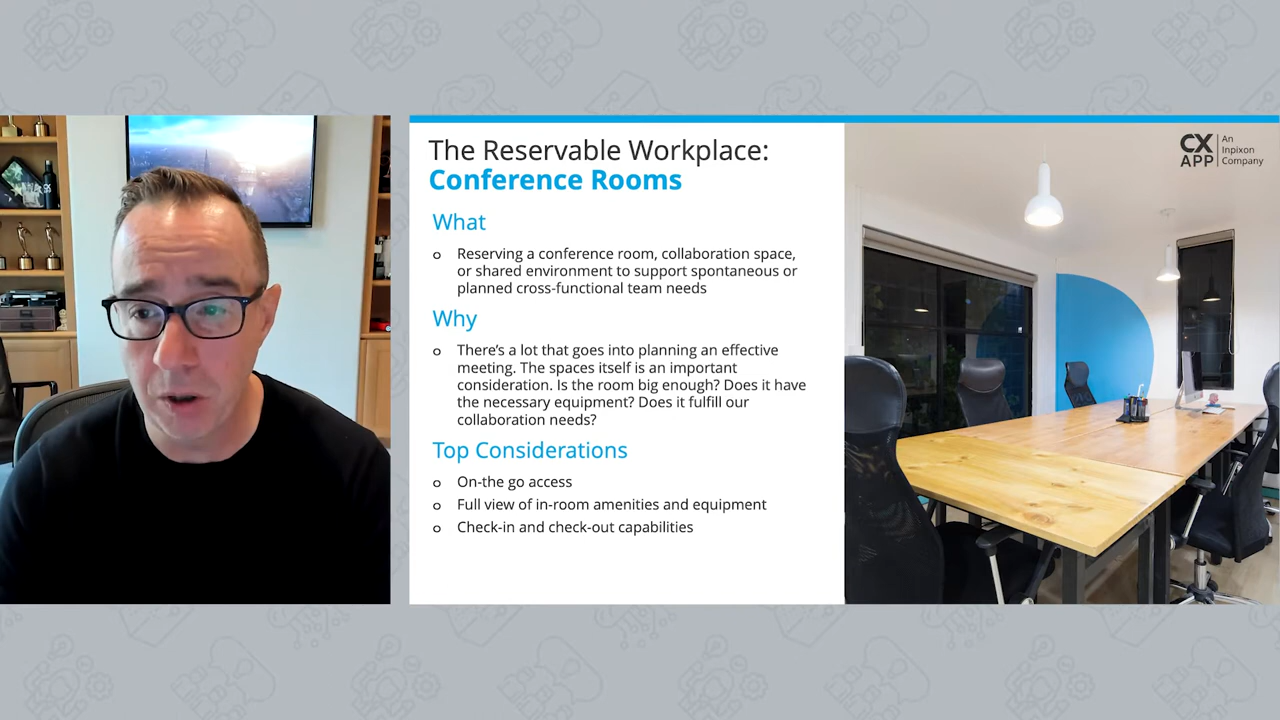 The Reservable Workplace:
Conference Rooms
What
o Reserving a conference room, collaboration space,
or shared environment to support spontaneous or
planned cross-functional team needs
Why
o There's a lot that goes into planning an effective
meeting. The spaces itself is an important
consideration. Is the room big enough? Does it have
the necessary equipment? Does it fulfill our
collaboration needs?
Top Considerations
o On-the go access
o Full view of in-room amenities and equipment
o Check-in and check-out capabilities
CX
APP
An
Inpixon
Company